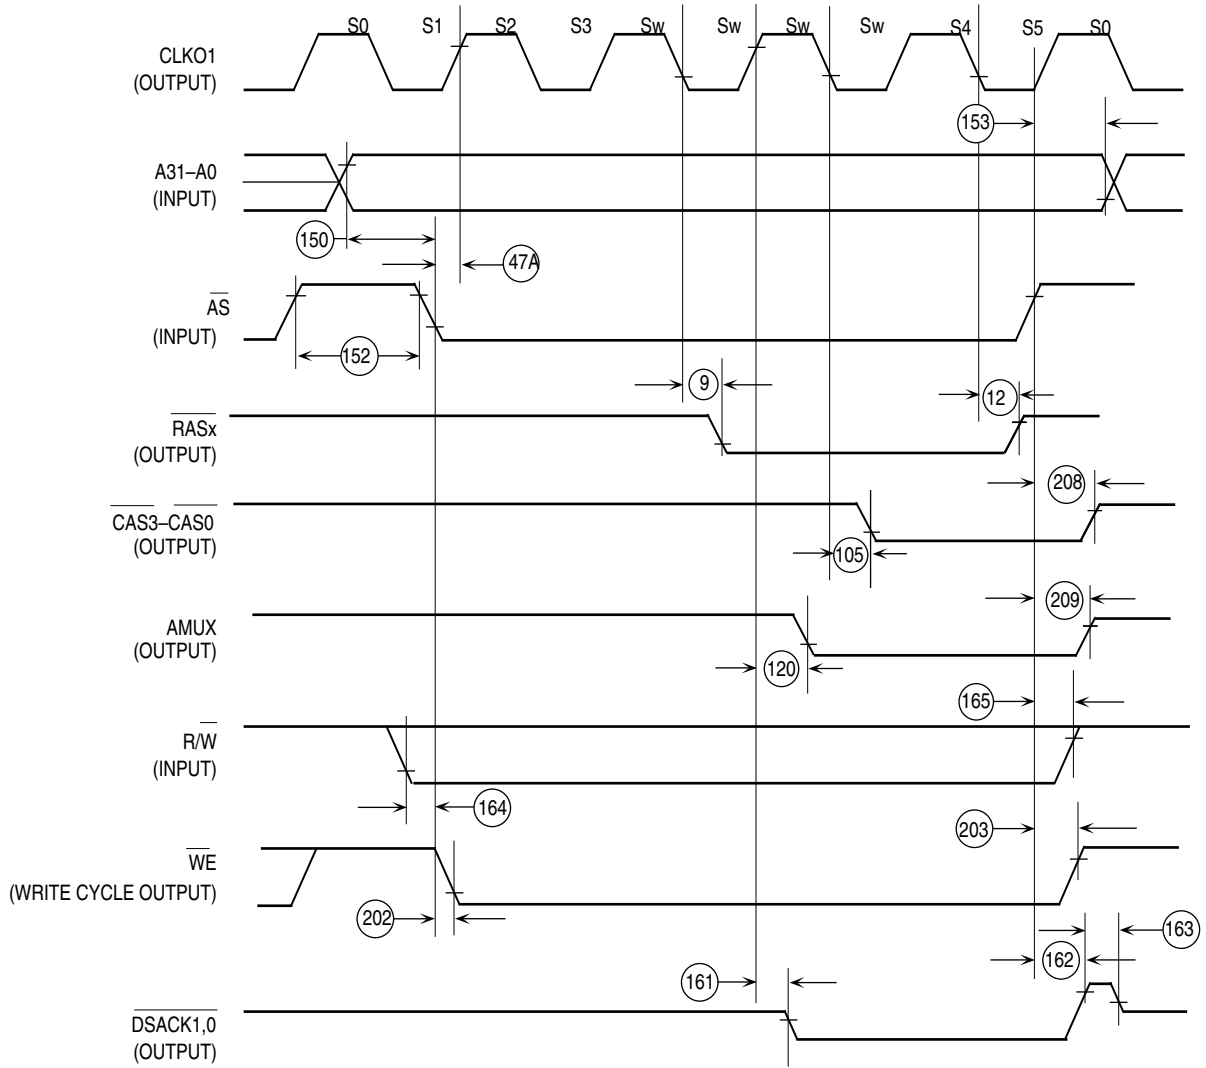 S0 S1 S2 S3 Sw Sw Sw Sw S4 S5 S0
CLKO1
(OUTPUT)
153
A31–A0
(INPUT)
150
47A
AS
(INPUT)
152
9
12
RASx
(OUTPUT)
208
CAS3–CAS0
(OUTPUT)
105
209
AMUX
(OUTPUT)
120
165
R/W
(INPUT)
164
203
WE
(WRITE CYCLE OUTPUT)
202
163
162
161
DSACK1,0
(OUTPUT)